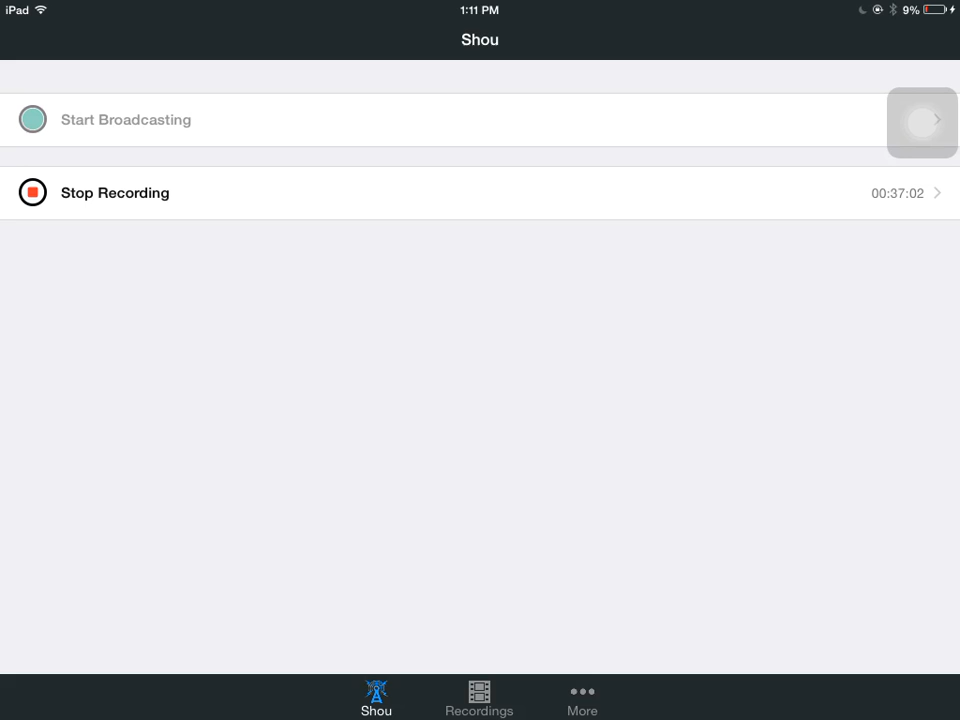 iPad 1:11 PM 9%
Shou
Start Broadcasting
Stop Recording 00:37:02
Shou Recordings More